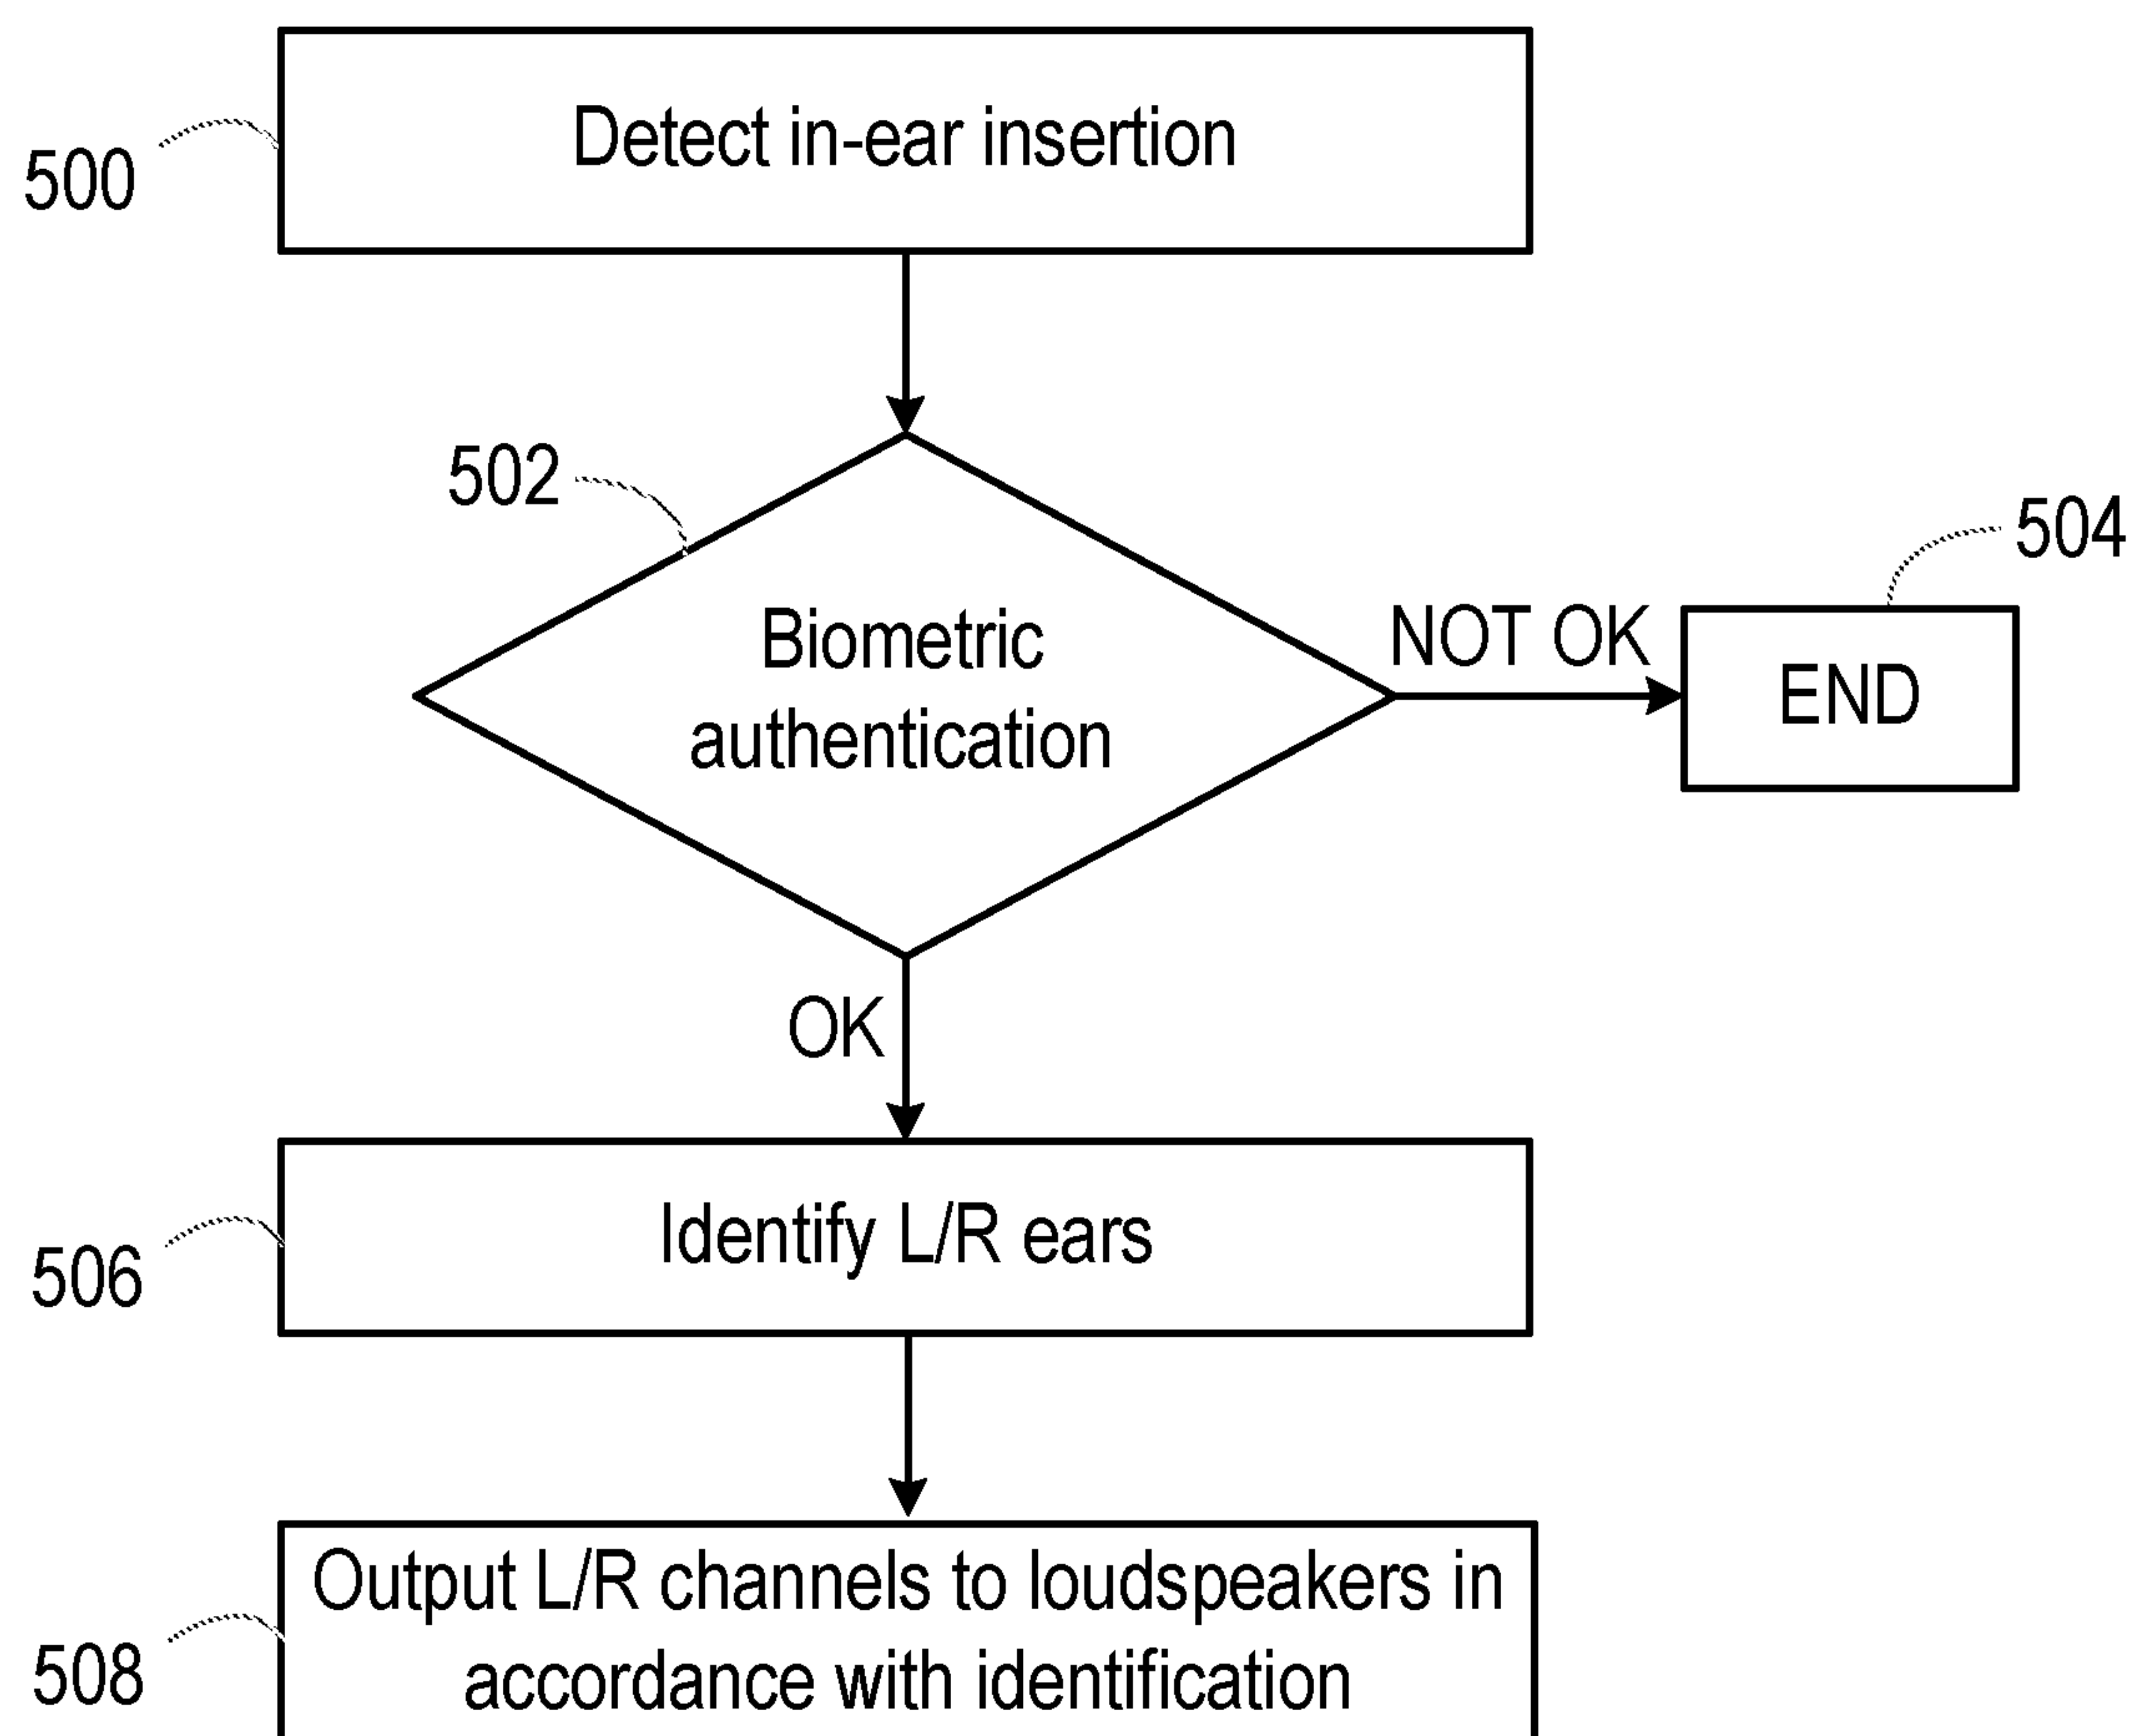 Detect in-ear insertion
500
502
504
Biometric
authentication
NOT OK
END
OK
Identify L/R ears
506
Output L/R channels to loudspeakers in
accordance with identification
508